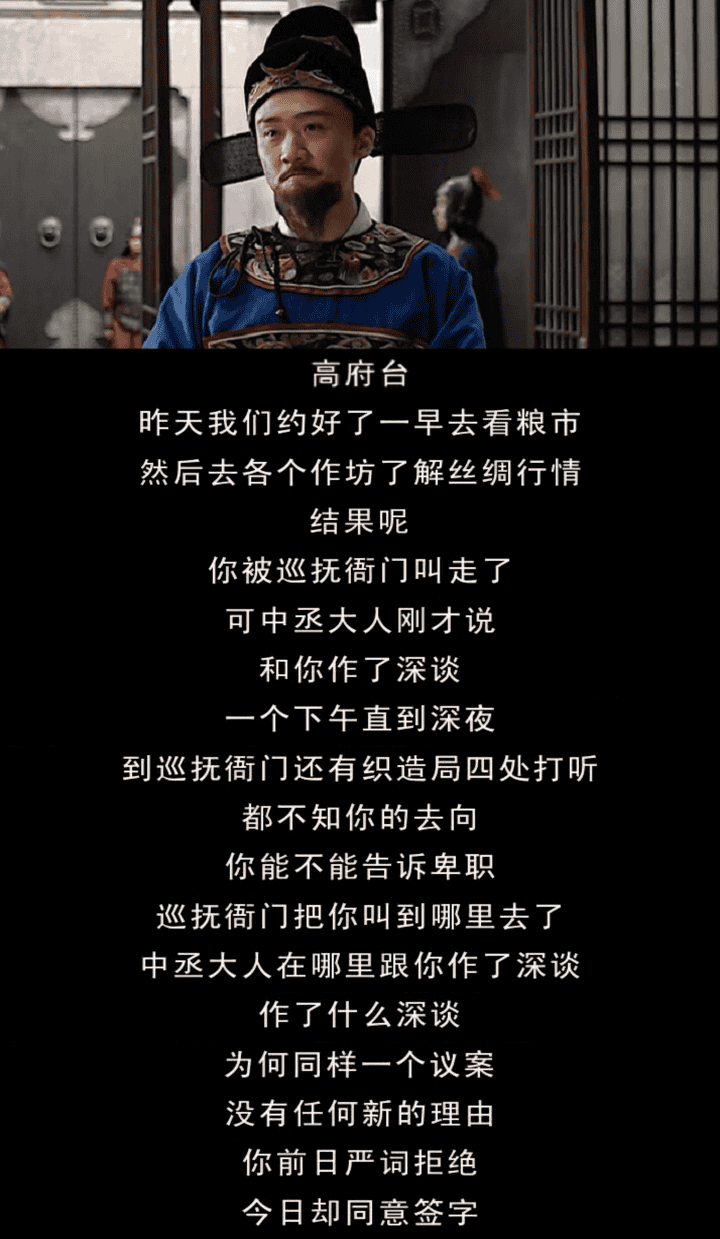 高府台
昨天我们约好了一早去看粮市
然后去各个作坊了解丝绸行情
结果呢
你被巡抚衙门叫走了
可中丞大人刚才说
和你作了深谈
一个下午直到深夜
到巡抚衙门还有织造局四处打听
都不知你的去向
你能不能告诉卑职
巡抚衙门把你叫到哪里去了
中丞大人在哪里跟你作了深谈
作了什么深谈
为何同样一个议案
没有任何新的理由
你前日严词拒绝
今日却同意签字